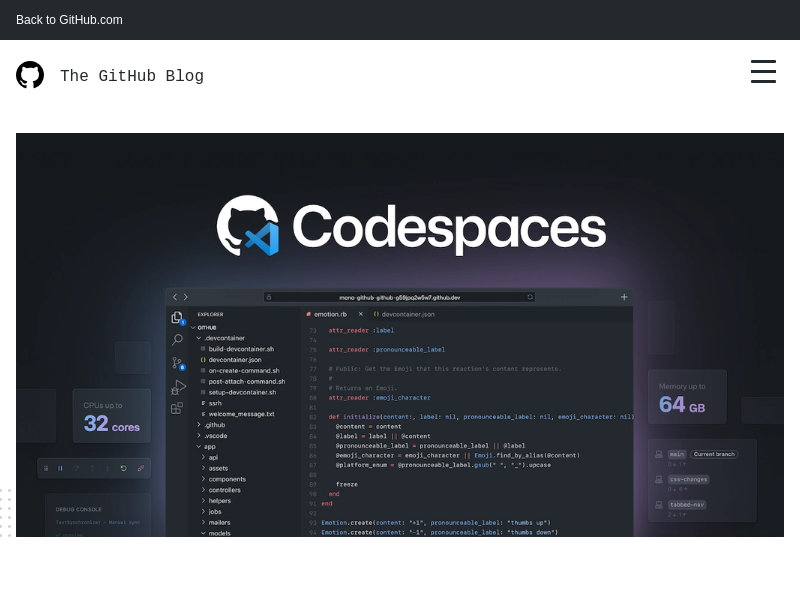 Back to GitHub.com
The GitHub Blog
Codespaces
mono-github-github-g59jpq2w5w7.github.dev
EXPLORER
emotion.rb
devcontainer.json
GITHUB
.devcontainer
build-devcontainer.sh
devcontainer.json
on-create-command.sh
post-attach-command.sh
setup-devcontainer.sh
ssrh
welcome_message.txt
.github
.vscode
app
api
assets
components
controllers
helpers
jobs
mailers
models
73 attr_reader :label
74
75 attr_reader :pronounceable_label
76
77 # Public: Get the Emoji that this reaction's content represents.
78 #
79 # Returns an Emoji.
80 attr_reader :emoji_character
81
82 def initialize(content:, label: nil, pronounceable_label: nil, emoji_character: nil)
83 @content = content
84 @label = label || @content
85 @pronounceable_label = pronounceable_label || @label
86 @emoji_character = emoji_character || Emoji.find_by_alias(@content)
87 @platform_enum = @pronounceable_label.gsub(" ", "_").upcase
88
89 freeze
90 end
91 end
92
93 Emotion.create(content: "+1", pronounceable_label: "thumbs up")
94 Emotion.create(content: "-1", pronounceable_label: "thumbs down")
CPUs up to
32 cores
DEBUG CONSOLE
Memory up to
64 GB
main Current branch
css-changes
tabbed-nav